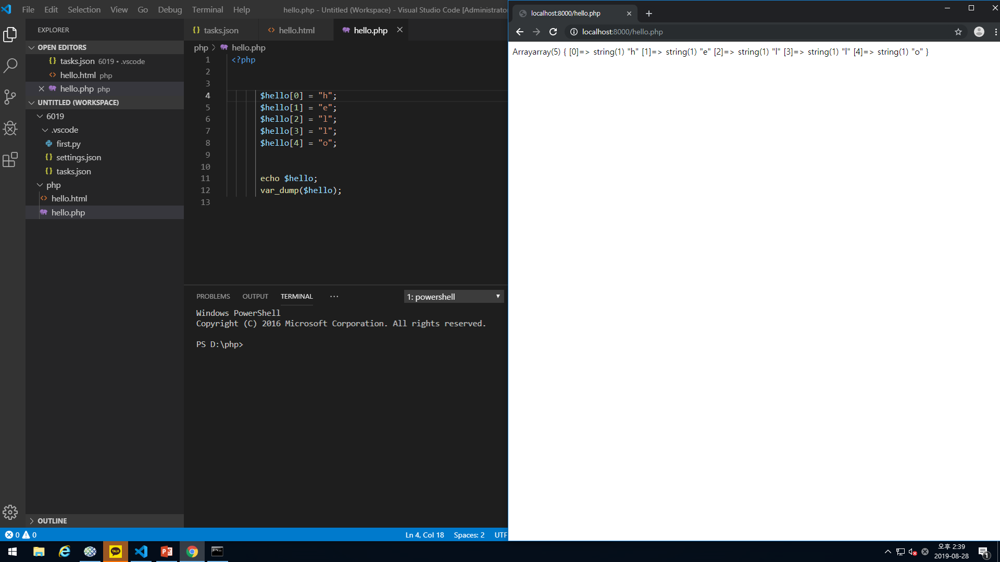 File Edit Selection View Go Debug Terminal Help hello.php - Untitled (Workspace) - Visual Studio Code [Administrator
EXPLORER
OPEN EDITORS
tasks.json 6019 • .vscode
hello.html php
hello.php php
UNTITLED (WORKSPACE)
6019
.vscode
first.py
settings.json
tasks.json
php
hello.html
hello.php
OUTLINE
tasks.json hello.html hello.php
php > hello.php
1 <?php
2
3
4 $hello[0] = "h";
5 $hello[1] = "e";
6 $hello[2] = "l";
7 $hello[3] = "l";
8 $hello[4] = "o";
9
10
11 echo $hello;
12 var_dump($hello);
13
PROBLEMS OUTPUT TERMINAL ··· 1: powershell
Windows PowerShell
Copyright (C) 2016 Microsoft Corporation. All rights reserved.
PS D:\php>
0 0 Ln 4, Col 18 Spaces: 2 UTF
localhost:8000/hello.php
localhost:8000/hello.php
Arrayarray(5) { [0]=> string(1) "h" [1]=> string(1) "e" [2]=> string(1) "l" [3]=> string(1) "l" [4]=> string(1) "o" }
TALK
오후 2:39
2019-08-28
1